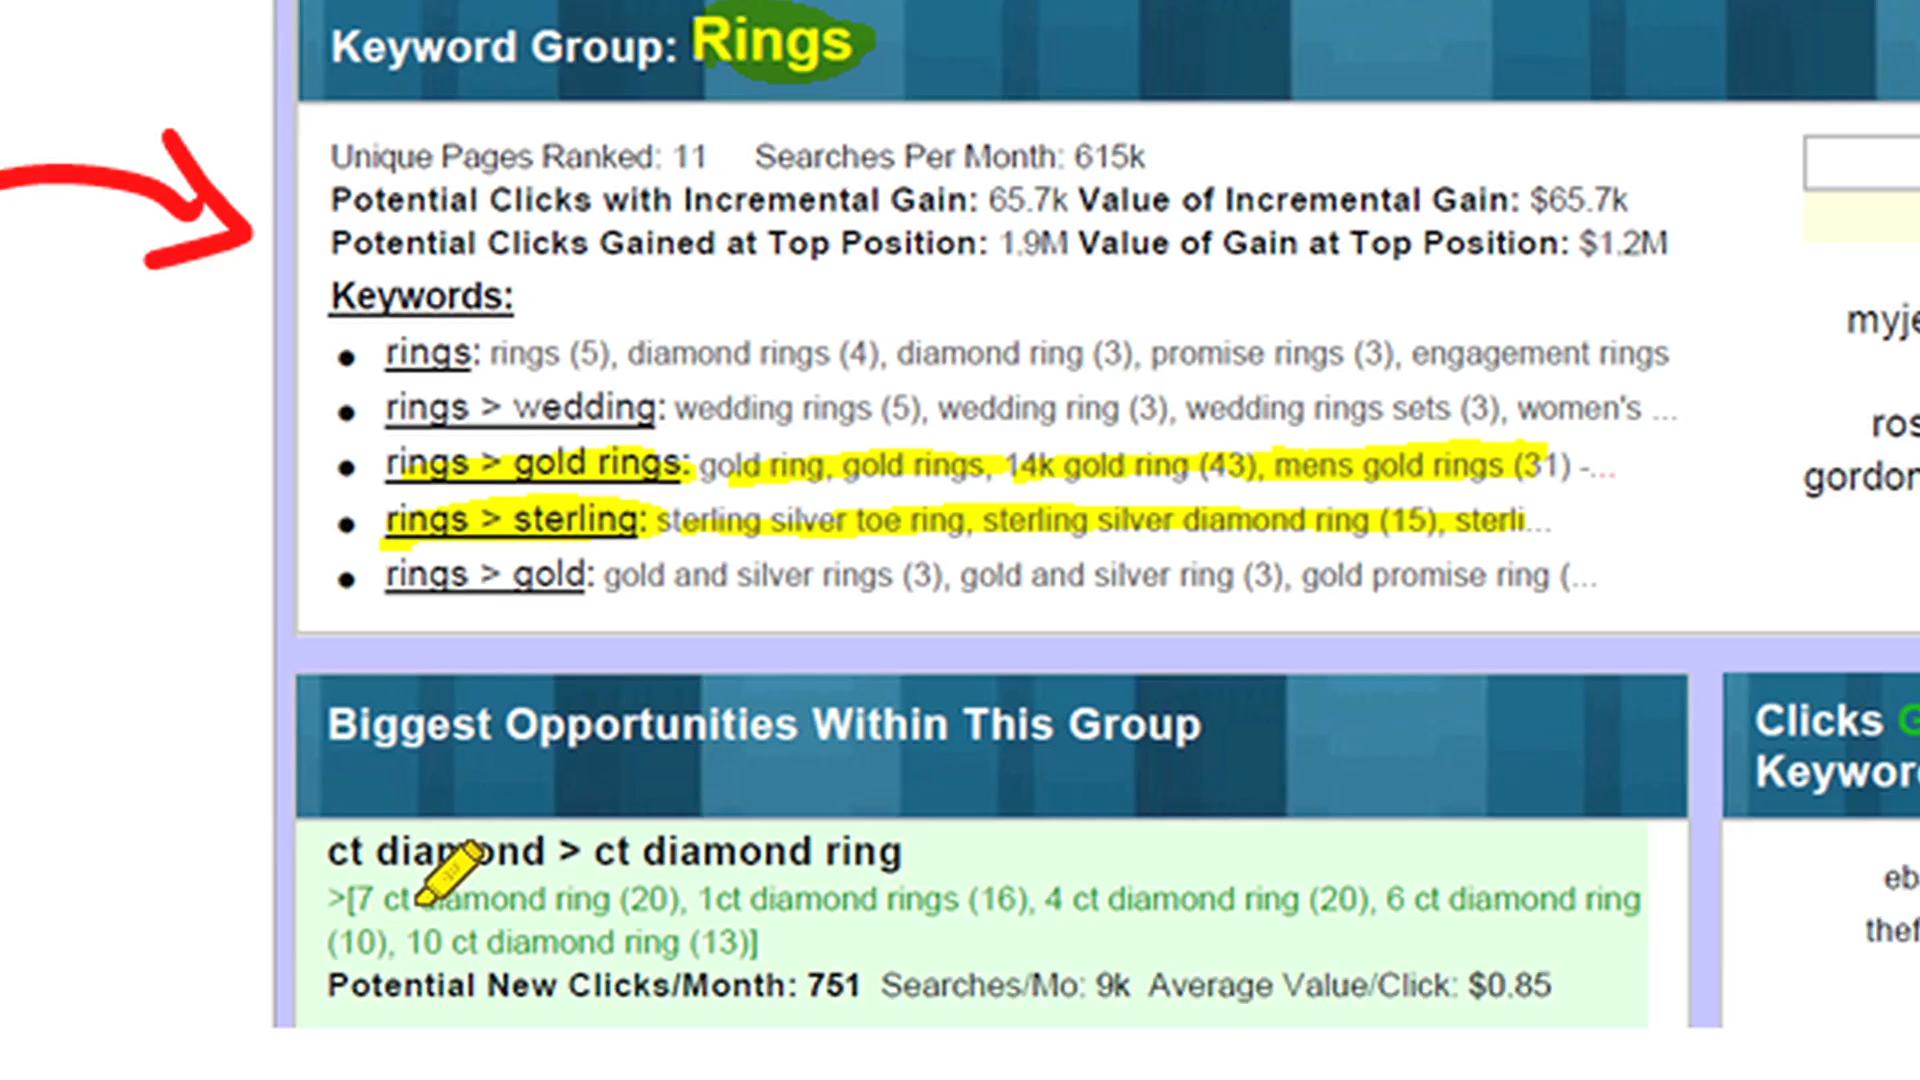 Keyword Group: Rings
Unique Pages Ranked: 11 Searches Per Month: 615k
Potential Clicks with Incremental Gain: 65.7k Value of Incremental Gain: $65.7k
Potential Clicks Gained at Top Position: 1.9M Value of Gain at Top Position: $1.2M
Keywords:
rings: rings (5), diamond rings (4), diamond ring (3), promise rings (3), engagement rings
rings > wedding: wedding rings (5), wedding ring (3), wedding rings sets (3), women's ...
rings > gold rings: gold ring, gold rings, 14k gold ring (43), mens gold rings (31) -...
rings > sterling: sterling silver toe ring, sterling silver diamond ring (15), sterli...
rings > gold: gold and silver rings (3), gold and silver ring (3), gold promise ring (...
myje
ros
gordon
Biggest Opportunities Within This Group
ct diamond > ct diamond ring
>[7 ct diamond ring (20), 1ct diamond rings (16), 4 ct diamond ring (20), 6 ct diamond ring
(10), 10 ct diamond ring (13)]
Potential New Clicks/Month: 751 Searches/Mo: 9k Average Value/Click: $0.85
Clicks G
Keywor
eb
thef